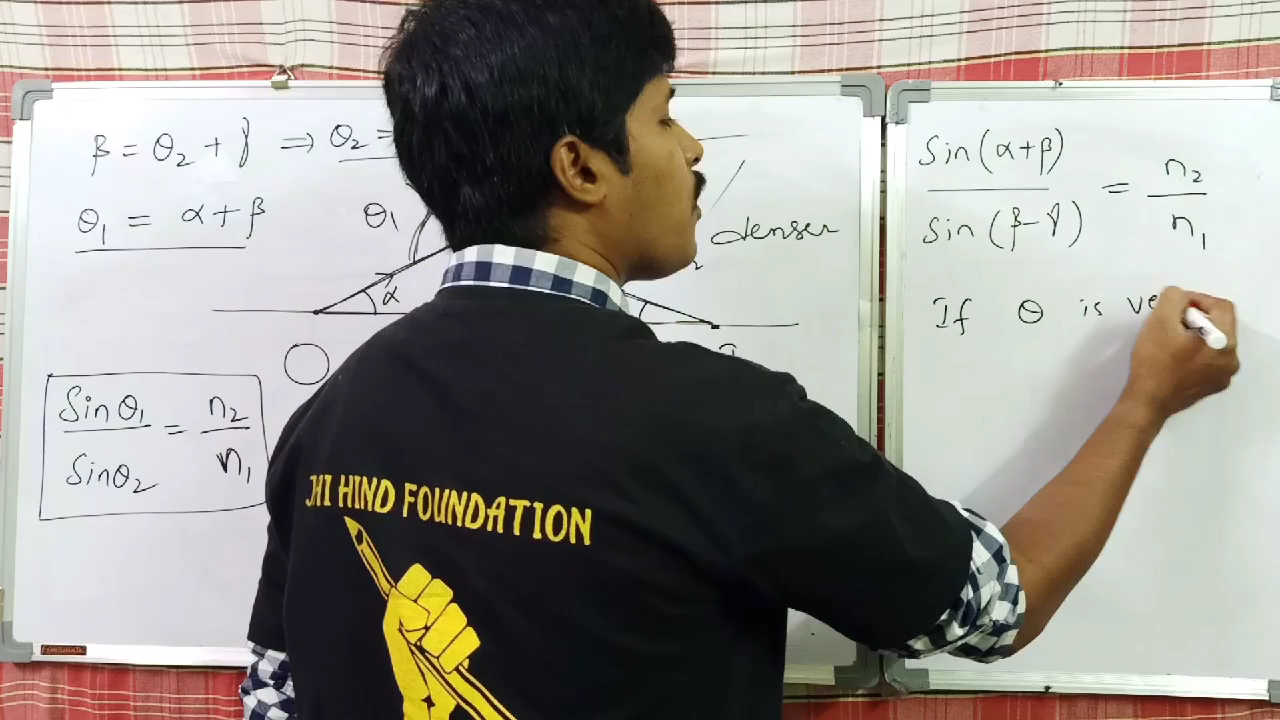 β = θ₂ + γ ⇒ θ₂ =
θ₁ = α + β
θ₁
α
denser
O
Sinθ₁ / Sinθ₂ = n₂ / n₁
Sin(α+β) / Sin(β−γ) = n₂ / n₁
If θ is ve
JAI HIND FOUNDATION